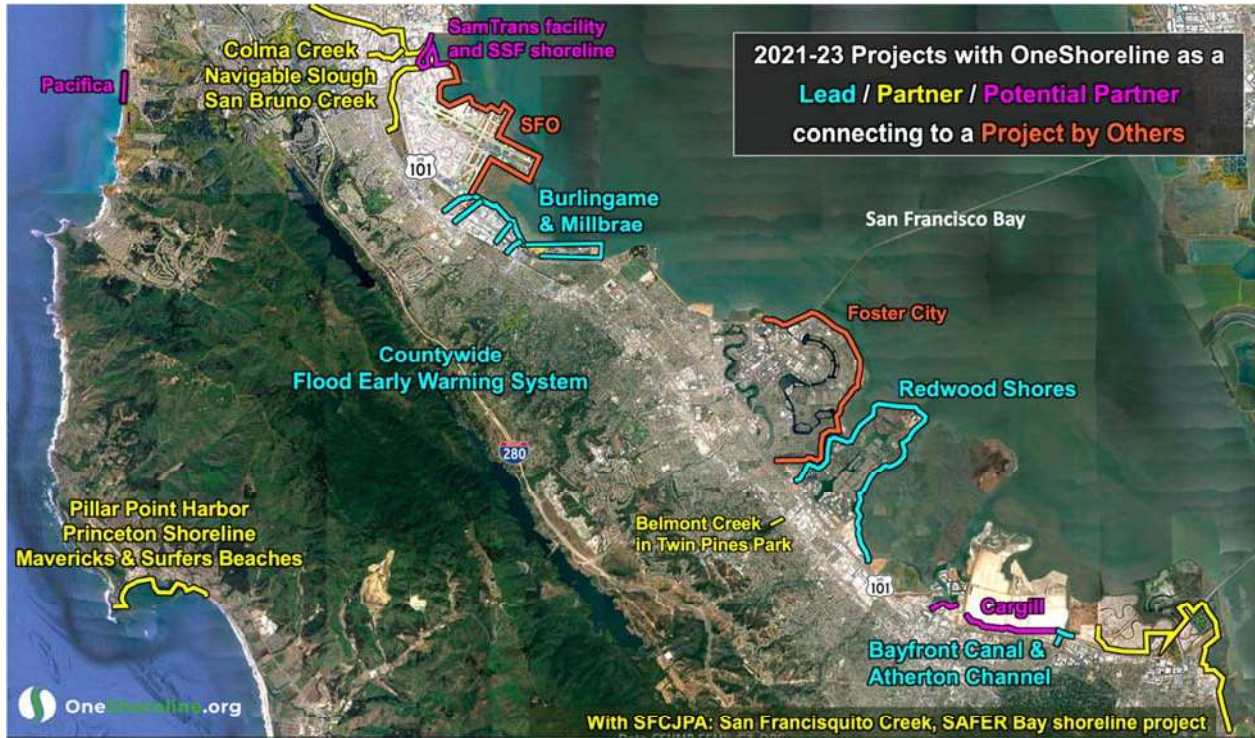 SamTrans facility
and SSF shoreline
Colma Creek
Navigable Slough
San Bruno Creek
Pacifica
2021-23 Projects with OneShoreline as a
Lead / Partner / Potential Partner
connecting to a Project by Others
SFO
101
Burlingame
& Millbrae
San Francisco Bay
Foster City
Countywide
Flood Early Warning System
Redwood Shores
280
Pillar Point Harbor
Princeton Shoreline
Mavericks & Surfers Beaches
Belmont Creek
in Twin Pines Park
101
Cargill
Bayfront Canal &
Atherton Channel
OneShoreline.org
With SFCJPA: San Francisquito Creek, SAFER Bay shoreline project